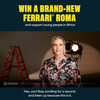 WIN A BRAND-NEW
FERRARI® ROMA
and support young people in Africa
Hey, you! Stop scrolling for a second,
and listen up because this is it.